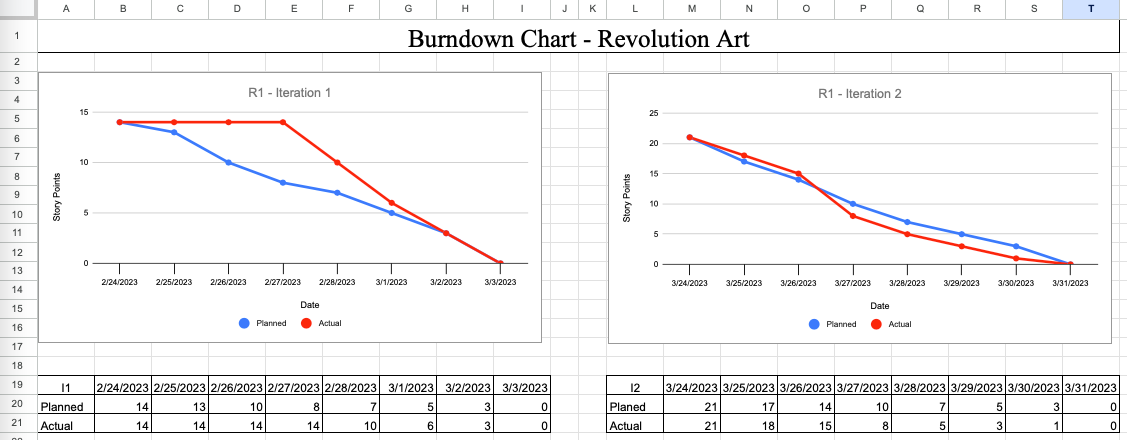 A B C D E F G H I J K L M N O P Q R S T
1 Burndown Chart - Revolution Art
2
3
4
5
6
7
8
9
10
11
12
13
14
15
16
17
18
R1 - Iteration 1
15
10
5
0
Story Points
2/24/2023 2/25/2023 2/26/2023 2/27/2023 2/28/2023 3/1/2023 3/2/2023 3/3/2023
Date
Planned Actual
R1 - Iteration 2
25
20
15
10
5
0
Story Points
3/24/2023 3/25/2023 3/26/2023 3/27/2023 3/28/2023 3/29/2023 3/30/2023 3/31/2023
Date
Planned Actual
19 I1 2/24/2023 2/25/2023 2/26/2023 2/27/2023 2/28/2023 3/1/2023 3/2/2023 3/3/2023 I2 3/24/2023 3/25/2023 3/26/2023 3/27/2023 3/28/2023 3/29/2023 3/30/2023 3/31/2023
20 Planned 14 13 10 8 7 5 3 0 Planed 21 17 14 10 7 5 3 0
21 Actual 14 14 14 14 10 6 3 0 Actual 21 18 15 8 5 3 1 0